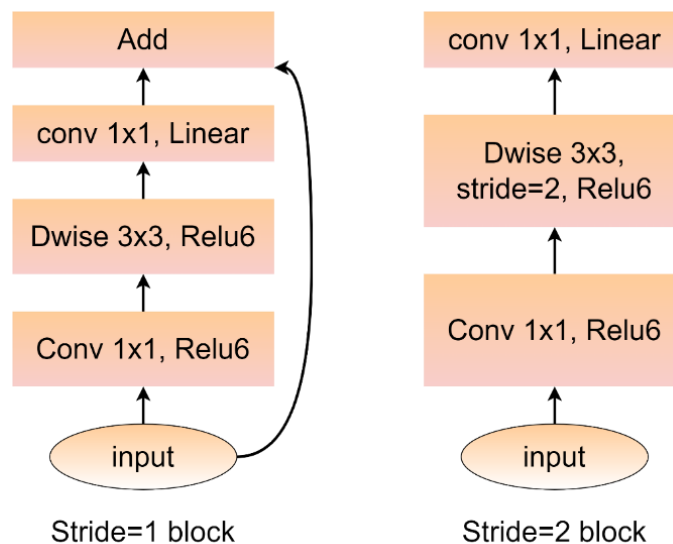 Add
conv 1x1, Linear
Dwise 3x3, Relu6
Conv 1x1, Relu6
input
Stride=1 block
conv 1x1, Linear
Dwise 3x3,
stride=2, Relu6
Conv 1x1, Relu6
input
Stride=2 block